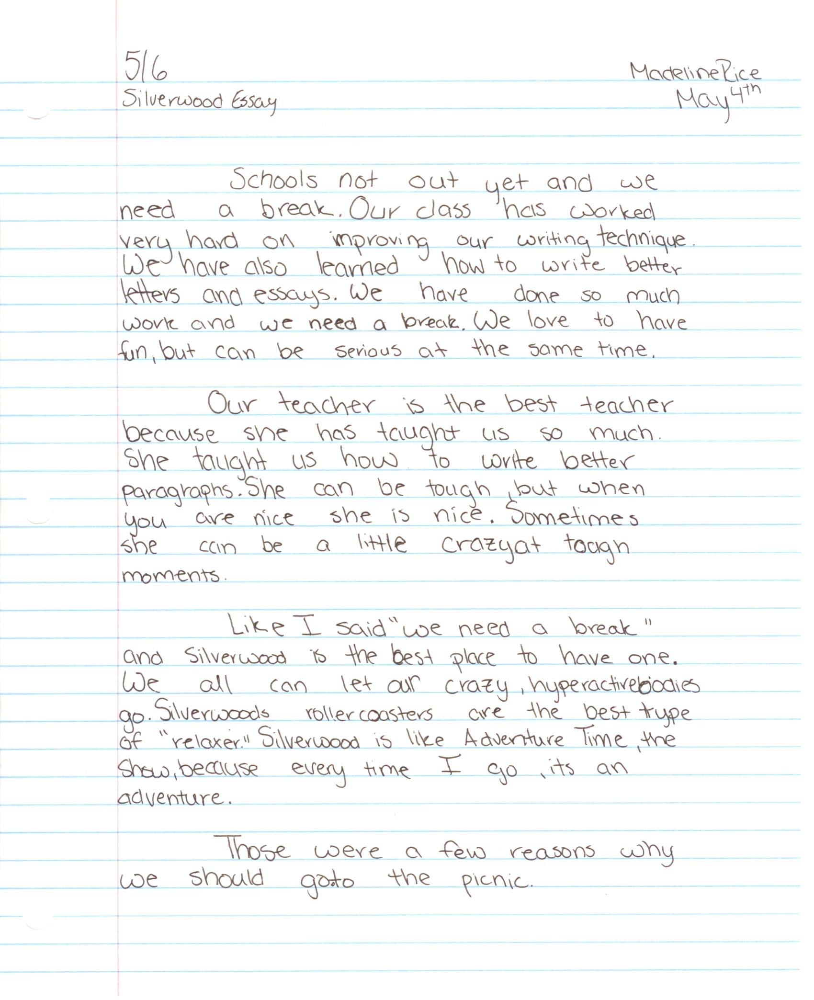 5/6
Madeline Rice
Silverwood Essay
May 4th
Schools not out yet and we
need a break. Our class has worked
very hard on improving our writing technique.
We have also learned how to write better
letters and essays. We have done so much
work and we need a break. We love to have
fun, but can be serious at the same time.
Our teacher is the best teacher
because she has taught us so much.
She taught us how to write better
paragraphs. She can be tough, but when
you are nice she is nice. Sometimes
she can be a little crazy at tough
moments.
Like I said "we need a break"
and Silverwood is the best place to have one.
We all can let our crazy, hyperactive bodies
go. Silverwoods rollercoasters are the best type
of "relaxer." Silverwood is like Adventure Time, the
show, because every time I go, its an
adventure.
Those were a few reasons why
we should go to the picnic.